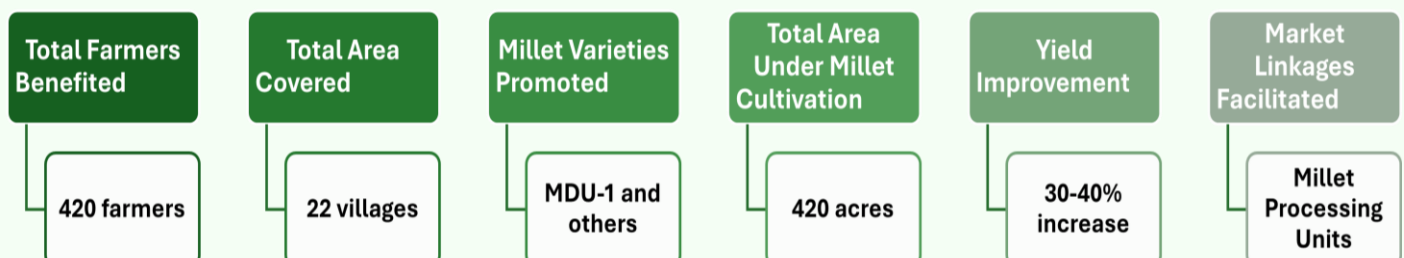 Total Farmers
Benefited
420 farmers
Total Area
Covered
22 villages
Millet Varieties
Promoted
MDU-1 and
others
Total Area
Under Millet
Cultivation
420 acres
Yield
Improvement
30-40%
increase
Market
Linkages
Facilitated
Millet
Processing
Units